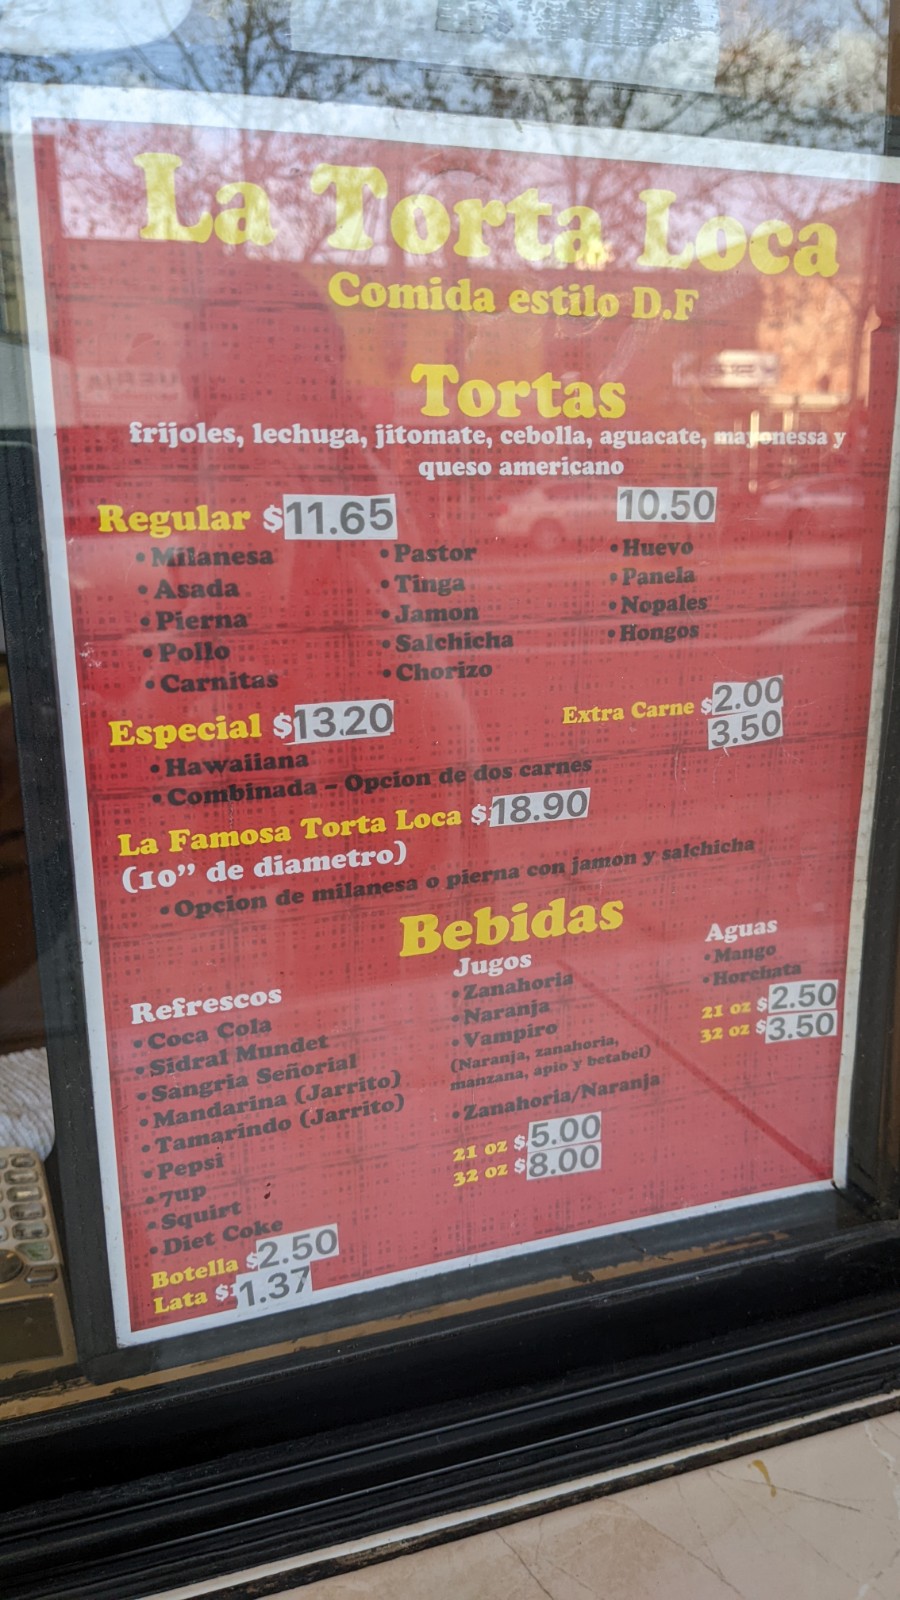 La Torta Loca
Comida estilo D.F
Tortas
frijoles, lechuga, jitomate, cebolla, aguacate, mayonessa y
queso americano
Regular $11.65
• Milanesa
• Asada
• Pierna
• Pollo
• Carnitas
• Pastor
• Tinga
• Jamon
• Salchicha
• Chorizo
10.50
• Huevo
• Panela
• Nopales
• Hongos
Especial $13.20
• Hawaiiana
• Combinada – Opcion de dos carnes
Extra Carne $2.00
3.50
La Famosa Torta Loca $18.90
(10” de diametro)
• Opcion de milanesa o pierna con jamon y salchicha
Bebidas
Refrescos
• Coca Cola
• Sidral Mundet
• Sangria Señorial
• Mandarina (Jarrito)
• Tamarindo (Jarrito)
• Pepsi
• 7up
• Squirt
• Diet Coke
Botella $2.50
Lata $1.37
Jugos
• Zanahoria
• Naranja
• Vampiro
(Naranja, zanahoria,
manzana, apio y betabel)
• Zanahoria/Naranja
21 oz $5.00
32 oz $8.00
Aguas
• Mango
• Horchata
21 oz $2.50
32 oz $3.50